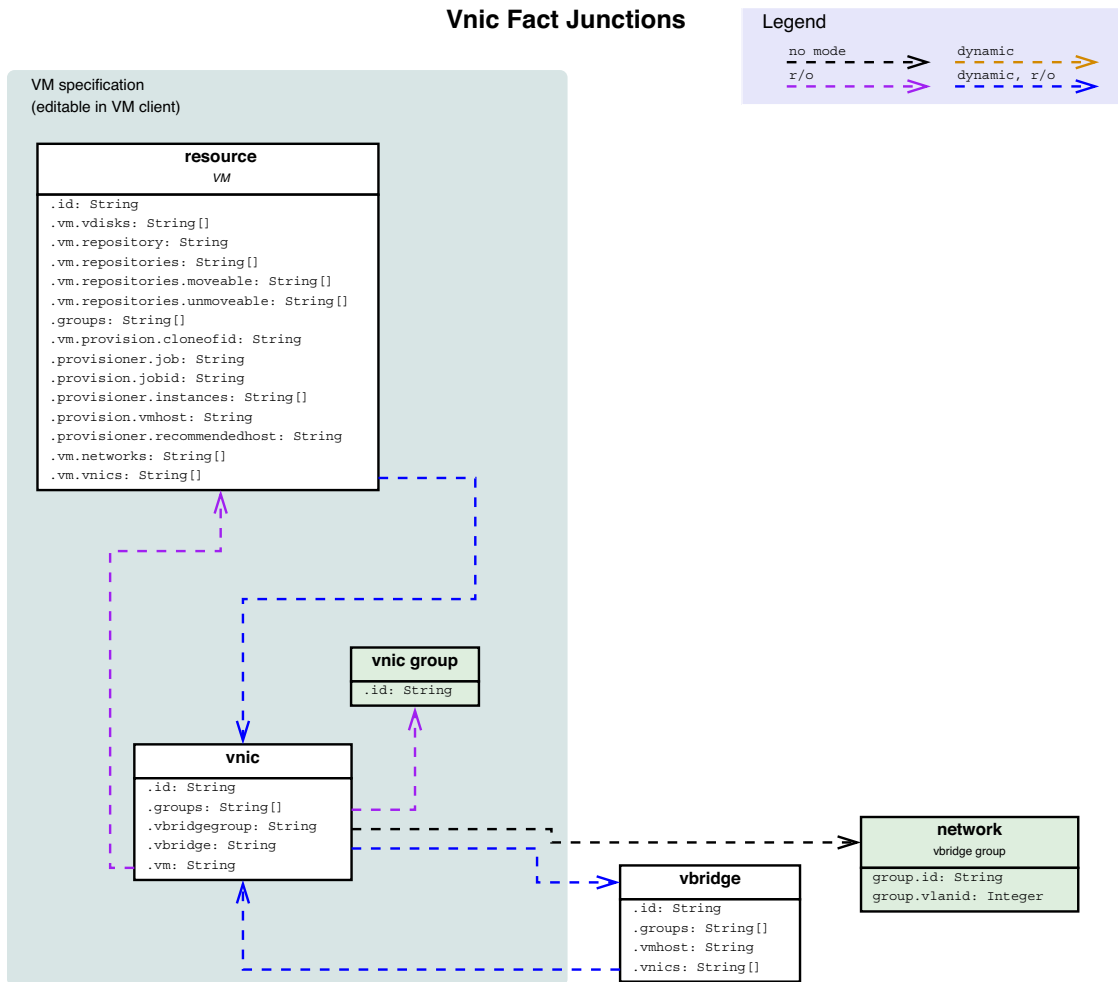 Vnic Fact Junctions
Legend
no mode
dynamic
r/o
dynamic, r/o
VM specification
(editable in VM client)
resource
VM
.id: String
.vm.vdisks: String[]
.vm.repository: String
.vm.repositories: String[]
.vm.repositories.moveable: String[]
.vm.repositories.unmoveable: String[]
.groups: String[]
.vm.provision.cloneofid: String
.provisioner.job: String
.provision.jobid: String
.provisioner.instances: String[]
.provision.vmhost: String
.provisioner.recommendedhost: String
.vm.networks: String[]
.vm.vnics: String[]
vnic group
.id: String
vnic
.id: String
.groups: String[]
.vbridgegroup: String
.vbridge: String
.vm: String
network
vbridge group
group.id: String
group.vlanid: Integer
vbridge
.id: String
.groups: String[]
.vmhost: String
.vnics: String[]